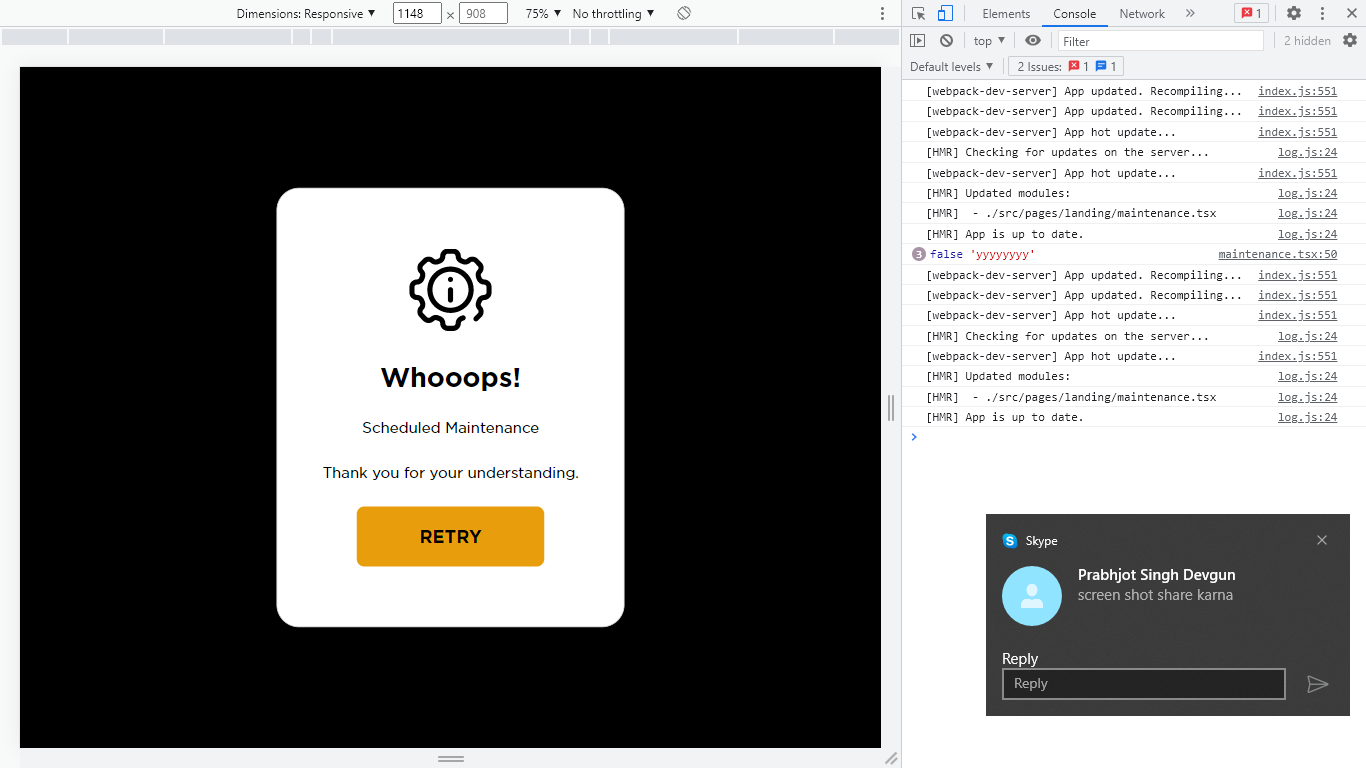 Dimensions: Responsive ▼ 1148 × 908 75% ▼ No throttling ▼
Elements Console Network » 1
top ▼ Filter 2 hidden
Default levels ▼ 2 Issues: 1 1
[webpack-dev-server] App updated. Recompiling... index.js:551
[webpack-dev-server] App updated. Recompiling... index.js:551
[webpack-dev-server] App hot update... index.js:551
[HMR] Checking for updates on the server... log.js:24
[webpack-dev-server] App hot update... index.js:551
[HMR] Updated modules: log.js:24
[HMR]  - ./src/pages/landing/maintenance.tsx log.js:24
[HMR] App is up to date. log.js:24
3 false 'yyyyyyyy' maintenance.tsx:50
[webpack-dev-server] App updated. Recompiling... index.js:551
[webpack-dev-server] App updated. Recompiling... index.js:551
[webpack-dev-server] App hot update... index.js:551
[HMR] Checking for updates on the server... log.js:24
[webpack-dev-server] App hot update... index.js:551
[HMR] Updated modules: log.js:24
[HMR]  - ./src/pages/landing/maintenance.tsx log.js:24
[HMR] App is up to date. log.js:24
Whooops!
Scheduled Maintenance
Thank you for your understanding.
RETRY
Skype
Prabhjot Singh Devgun
screen shot share karna
Reply
Reply